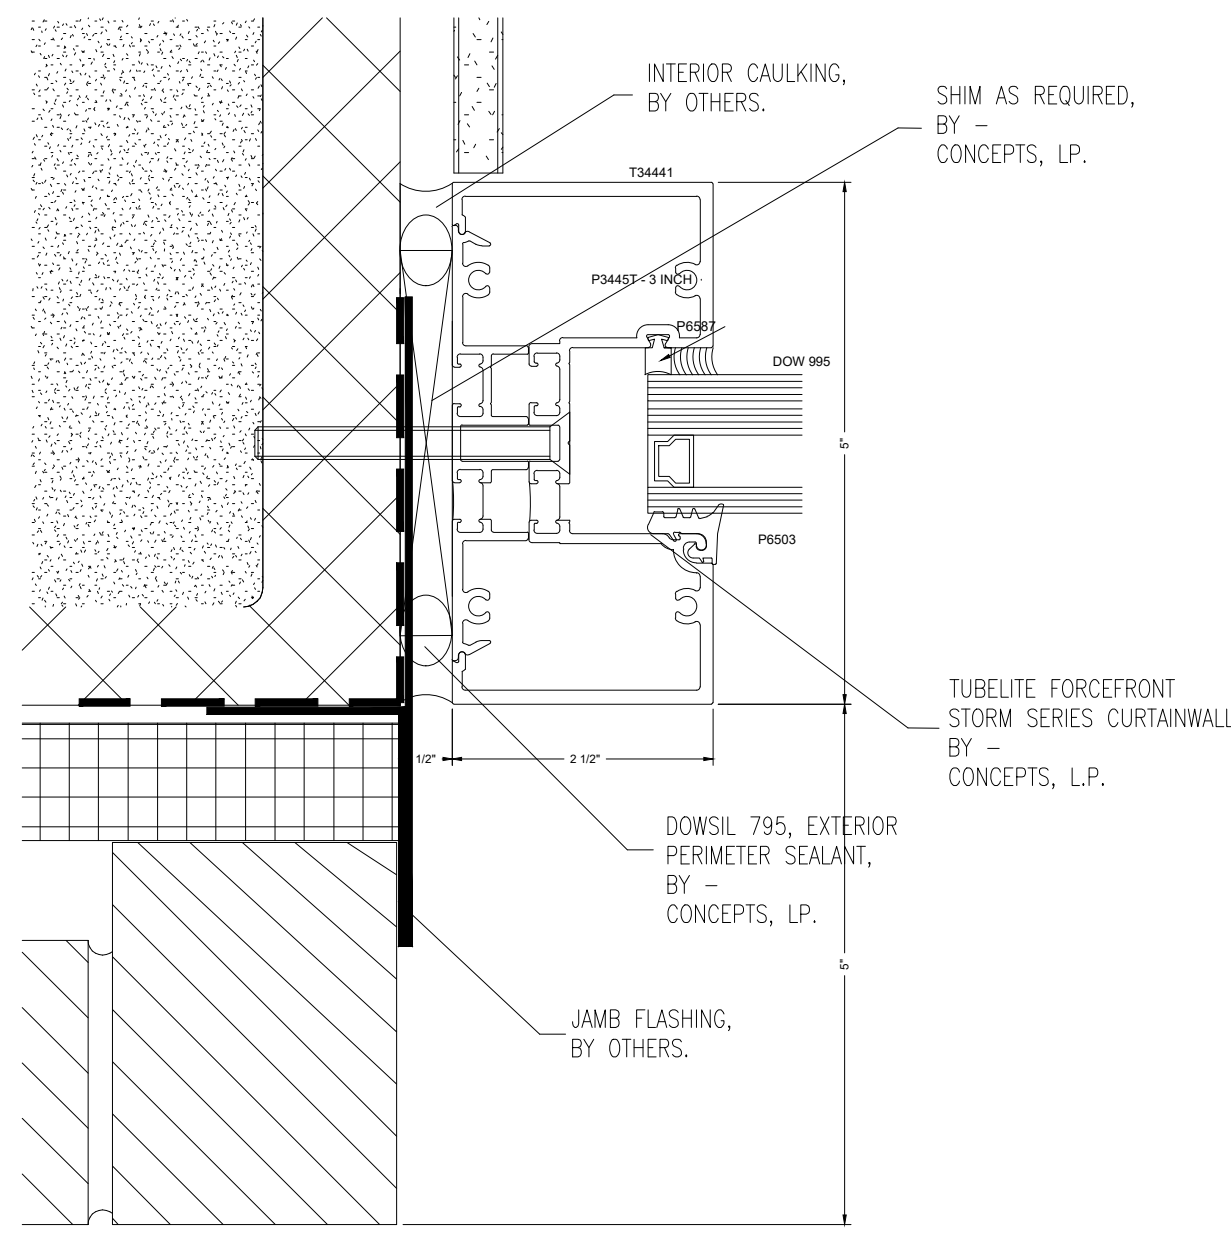 INTERIOR CAULKING,
BY OTHERS.
SHIM AS REQUIRED,
BY -
CONCEPTS, LP.
T34441
P3445T - 3 INCH
P6587
DOW 995
5"
P6503
TUBELITE FORCEFRONT
STORM SERIES CURTAINWALL
BY -
CONCEPTS, L.P.
1/2"
2 1/2"
DOWSIL 795, EXTERIOR
PERIMETER SEALANT,
BY -
CONCEPTS, LP.
5"
JAMB FLASHING,
BY OTHERS.